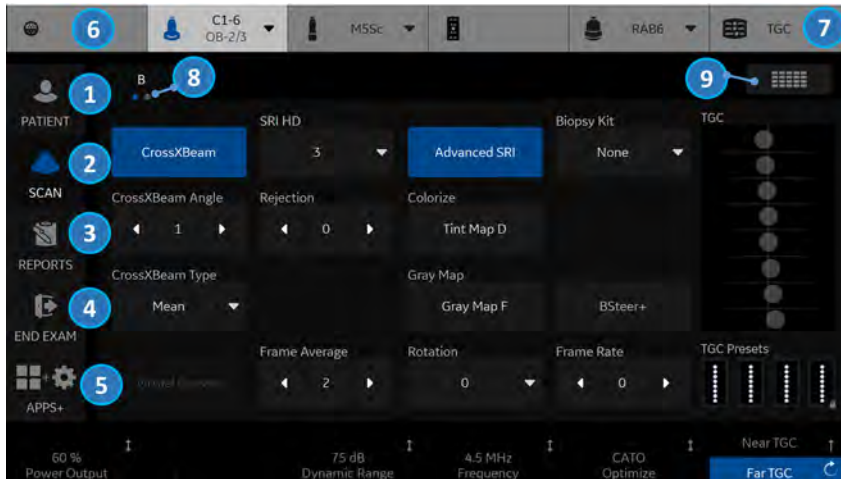 6
C1-6
OB-2/3
M5Sc
RAB6
TGC
7
1
PATIENT
B
8
9
2
SCAN
CrossXBeam
SRI HD
3
Advanced SRI
Biopsy Kit
None
TGC
3
REPORTS
CrossXBeam Angle
1
Rejection
0
Colorize
Tint Map D
4
END EXAM
CrossXBeam Type
Mean
Gray Map
Gray Map F
BSteer+
5
APPS+
Frame Average
2
Rotation
0
Frame Rate
0
TGC Presets
60 %
Power Output
75 dB
Dynamic Range
4.5 MHz
Frequency
CATO
Optimize
Near TGC
Far TGC